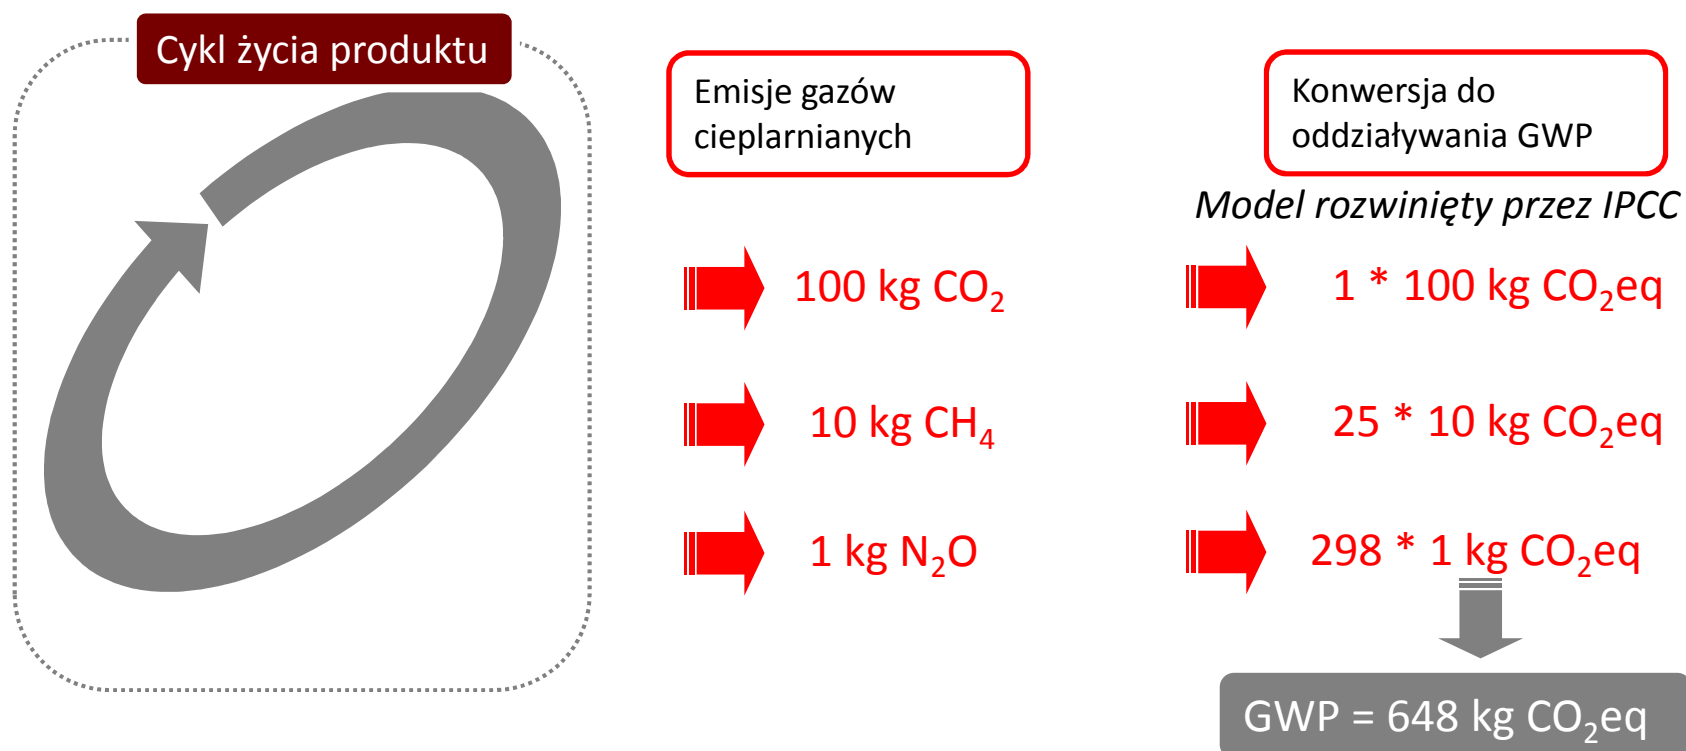 Cykl życia produktu
Emisje gazów
cieplarnianych
Konwersja do
oddziaływania GWP
Model rozwinięty przez IPCC
100 kg CO₂
1 * 100 kg CO₂eq
10 kg CH₄
25 * 10 kg CO₂eq
1 kg N₂O
298 * 1 kg CO₂eq
GWP = 648 kg CO₂eq